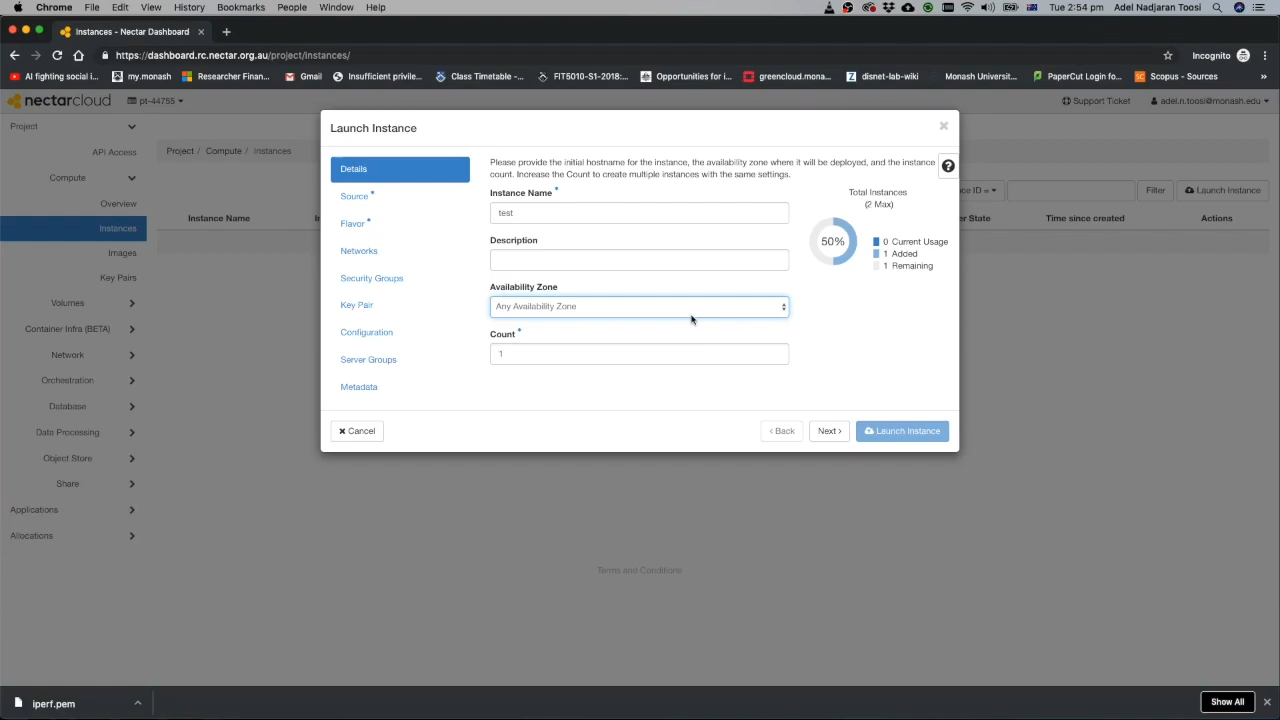 Chrome File Edit View History Bookmarks People Window Help Tue 2:54 pm Adel Nadjaran Toosi
Instances - Nectar Dashboard
https://dashboard.rc.nectar.org.au/project/instances/ Incognito
AI fighting social i... my.monash Researcher Finan... Gmail Insufficient privile... Class Timetable -... FIT5010-S1-2018:... Opportunities for i... greencloud.mona... disnet-lab-wiki Monash Universit... PaperCut Login fo... Scopus - Sources »
nectarcloud pt-44755 Support Ticket adel.n.toosi@monash.edu
Project
API Access
Compute
Overview
Instances
Images
Key Pairs
Volumes
Container Infra (BETA)
Network
Orchestration
Database
Data Processing
Object Store
Share
Applications
Allocations
Project / Compute / Instances
ce ID = Filter Launch Instance
Instance Name er State Time since created Actions
Launch Instance
Details
Source *
Flavor *
Networks
Security Groups
Key Pair
Configuration
Server Groups
Metadata
Please provide the initial hostname for the instance, the availability zone where it will be deployed, and the instance
count. Increase the Count to create multiple instances with the same settings.
Instance Name *
test
Description
Availability Zone
Any Availability Zone
Count *
1
Total Instances
(2 Max)
50%
0 Current Usage
1 Added
1 Remaining
Cancel < Back Next > Launch Instance
Terms and Conditions
iperf.pem Show All